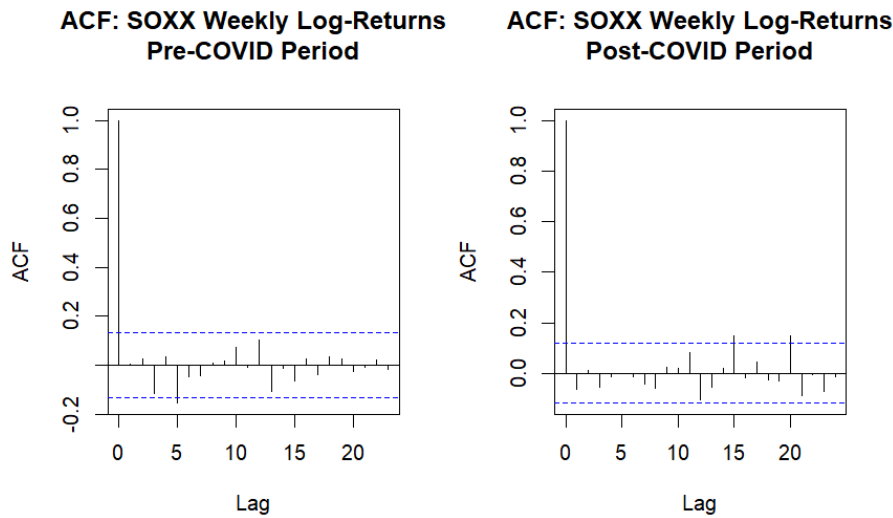 ACF: SOXX Weekly Log-Returns
Pre-COVID Period
ACF
1.0
0.8
0.6
0.4
0.2
-0.2
0 5 10 15 20
Lag
ACF: SOXX Weekly Log-Returns
Post-COVID Period
ACF
1.0
0.8
0.6
0.4
0.2
0.0
0 5 10 15 20
Lag